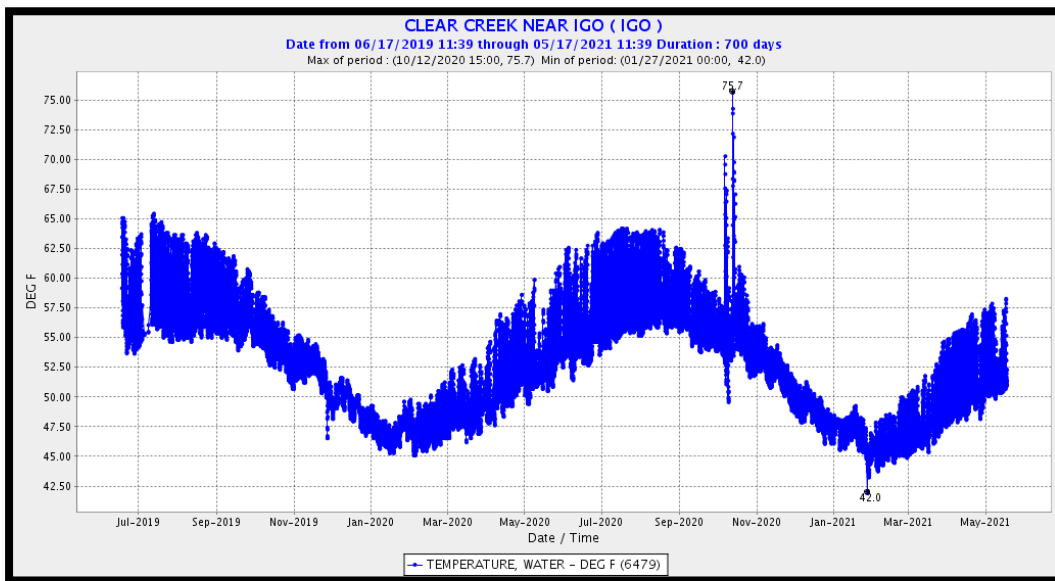 CLEAR CREEK NEAR IGO ( IGO )
Date from 06/17/2019 11:39 through 05/17/2021 11:39 Duration : 700 days
Max of period : (10/12/2020 15:00, 75.7) Min of period: (01/27/2021 00:00, 42.0)
75.7
75.00
72.50
70.00
67.50
65.00
62.50
60.00
57.50
55.00
52.50
50.00
47.50
45.00
42.50
DEG F
42.0
Jul-2019 Sep-2019 Nov-2019 Jan-2020 Mar-2020 May-2020 Jul-2020 Sep-2020 Nov-2020 Jan-2021 Mar-2021 May-2021
Date / Time
TEMPERATURE, WATER - DEG F (6479)